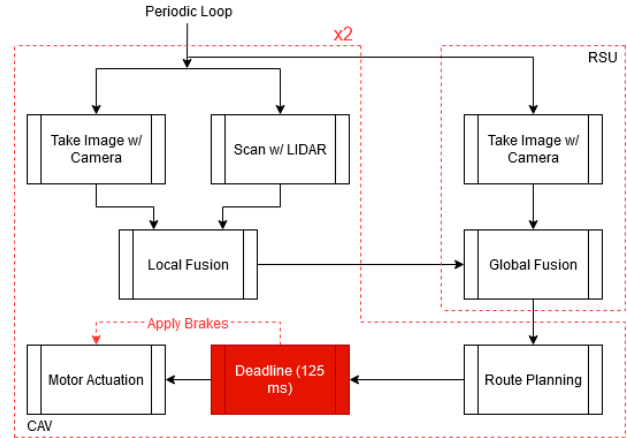 Periodic Loop
x2
RSU
Take Image w/
Camera
Scan w/ LIDAR
Take Image w/
Camera
Local Fusion
Global Fusion
Apply Brakes
Motor Actuation
Deadline (125
ms)
Route Planning
CAV